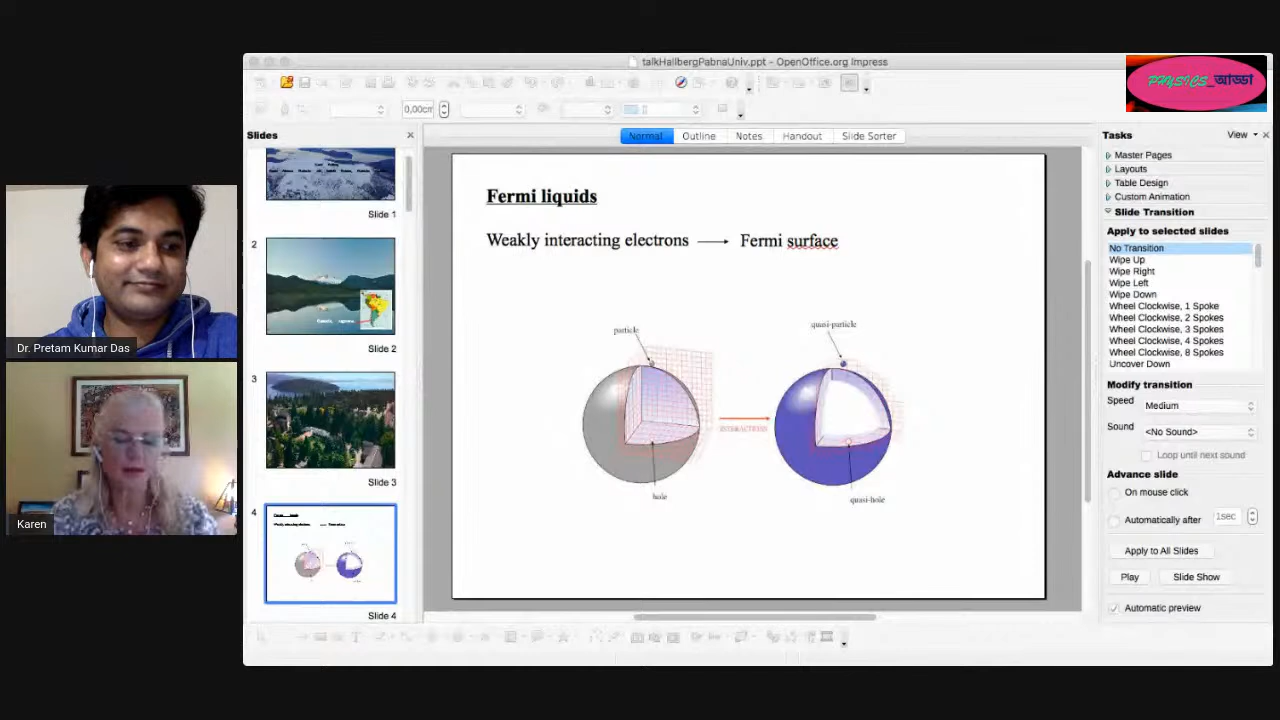 talkHallbergPabnaUniv.ppt - OpenOffice.org Impress
PHYSICS_আড্ডা
0,00cm
Slides
Normal
Outline
Notes
Handout
Slide Sorter
Tasks
View
Slide 1
2
Slide 2
3
Slide 3
4
Slide 4
Fermi liquids
Weakly interacting electrons → Fermi surface
particle
quasi-particle
INTERACTIONS
hole
quasi-hole
Master Pages
Layouts
Table Design
Custom Animation
Slide Transition
Apply to selected slides
No Transition
Wipe Up
Wipe Right
Wipe Left
Wipe Down
Wheel Clockwise, 1 Spoke
Wheel Clockwise, 2 Spokes
Wheel Clockwise, 3 Spokes
Wheel Clockwise, 4 Spokes
Wheel Clockwise, 8 Spokes
Uncover Down
Modify transition
Speed
Medium
Sound
<No Sound>
Loop until next sound
Advance slide
On mouse click
Automatically after
1sec
Apply to All Slides
Play
Slide Show
Automatic preview
Dr. Pretam Kumar Das
Karen